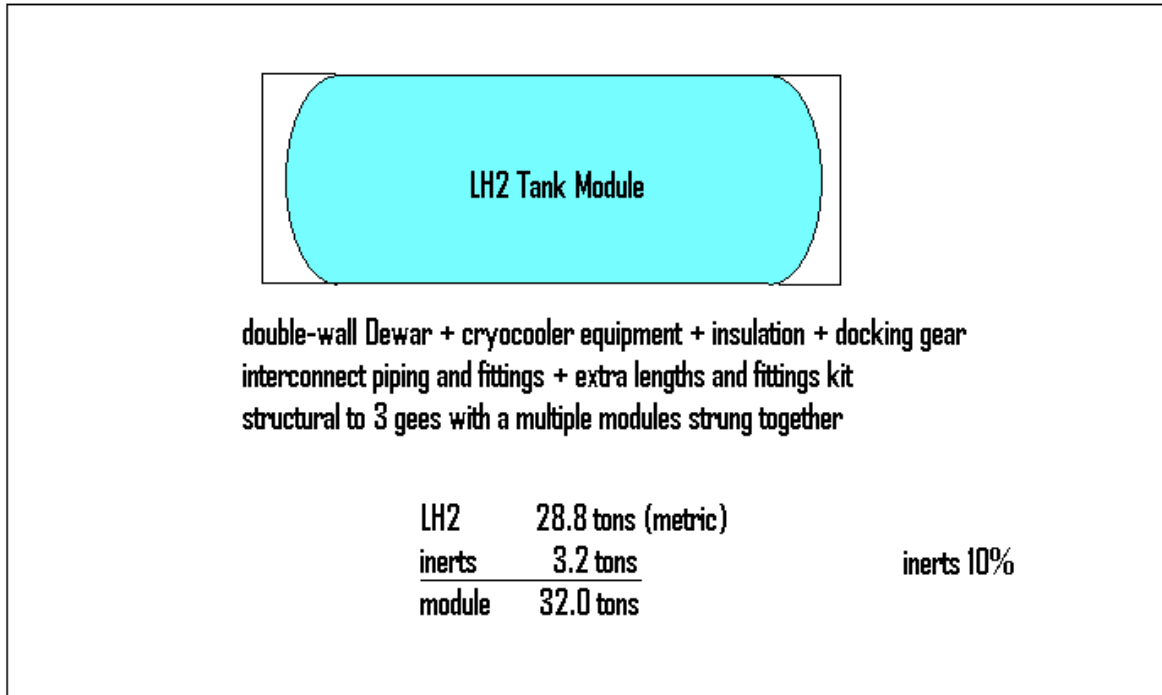 LH2 Tank Module
double-wall Dewar + cryocooler equipment + insulation + docking gear
interconnect piping and fittings + extra lengths and fittings kit
structural to 3 gees with a multiple modules strung together
LH2 28.8 tons (metric)
inerts 3.2 tons inerts 10%
module 32.0 tons